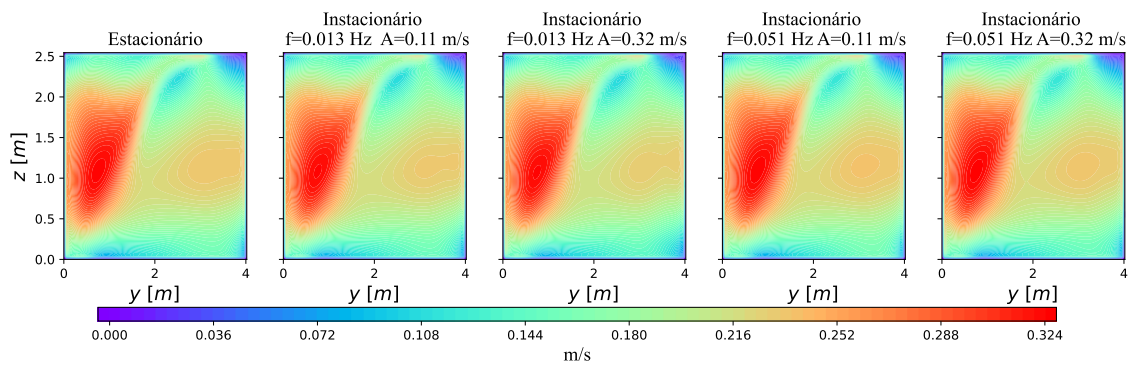 Estacionário
Instacionário
f=0.013 Hz  A=0.11 m/s
Instacionário
f=0.013 Hz A=0.32 m/s
Instacionário
f=0.051 Hz A=0.11 m/s
Instacionário
f=0.051 Hz A=0.32 m/s
z [m]
2.5
2.0
1.5
1.0
0.5
0.0
0 2 4
0 2 4
0 2 4
0 2 4
0 2 4
y [m]
y [m]
y [m]
y [m]
y [m]
0.000 0.036 0.072 0.108 0.144 0.180 0.216 0.252 0.288 0.324
m/s